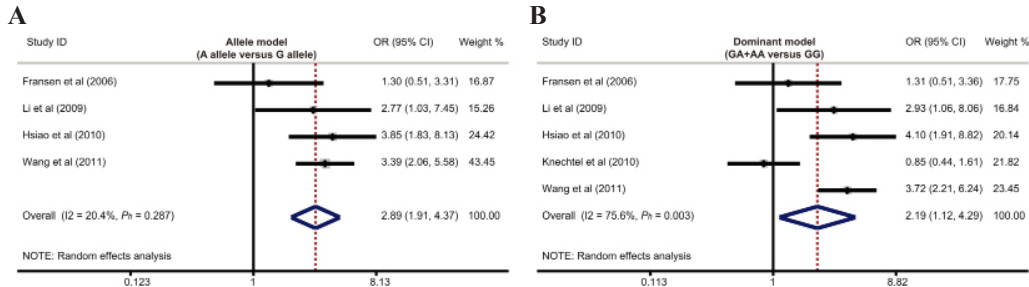 A
Study ID Allele model OR (95% CI) Weight %
(A allele versus G allele)
Fransen et al (2006) 1.30 (0.51, 3.31) 16.87
Li et al (2009) 2.77 (1.03, 7.45) 15.26
Hsiao et al (2010) 3.85 (1.83, 8.13) 24.42
Wang et al (2011) 3.39 (2.06, 5.58) 43.45
Overall (I2 = 20.4%, Ph = 0.287) 2.89 (1.91, 4.37) 100.00
NOTE: Random effects analysis
0.123 1 8.13
B
Study ID Dominant model OR (95% CI) Weight %
(GA+AA versus GG)
Fransen et al (2006) 1.31 (0.51, 3.36) 17.75
Li et al (2009) 2.93 (1.06, 8.06) 16.84
Hsiao et al (2010) 4.10 (1.91, 8.82) 20.14
Knechtel et al (2010) 0.85 (0.44, 1.61) 21.82
Wang et al (2011) 3.72 (2.21, 6.24) 23.45
Overall (I2 = 75.6%, Ph = 0.003) 2.19 (1.12, 4.29) 100.00
NOTE: Random effects analysis
0.113 1 8.82